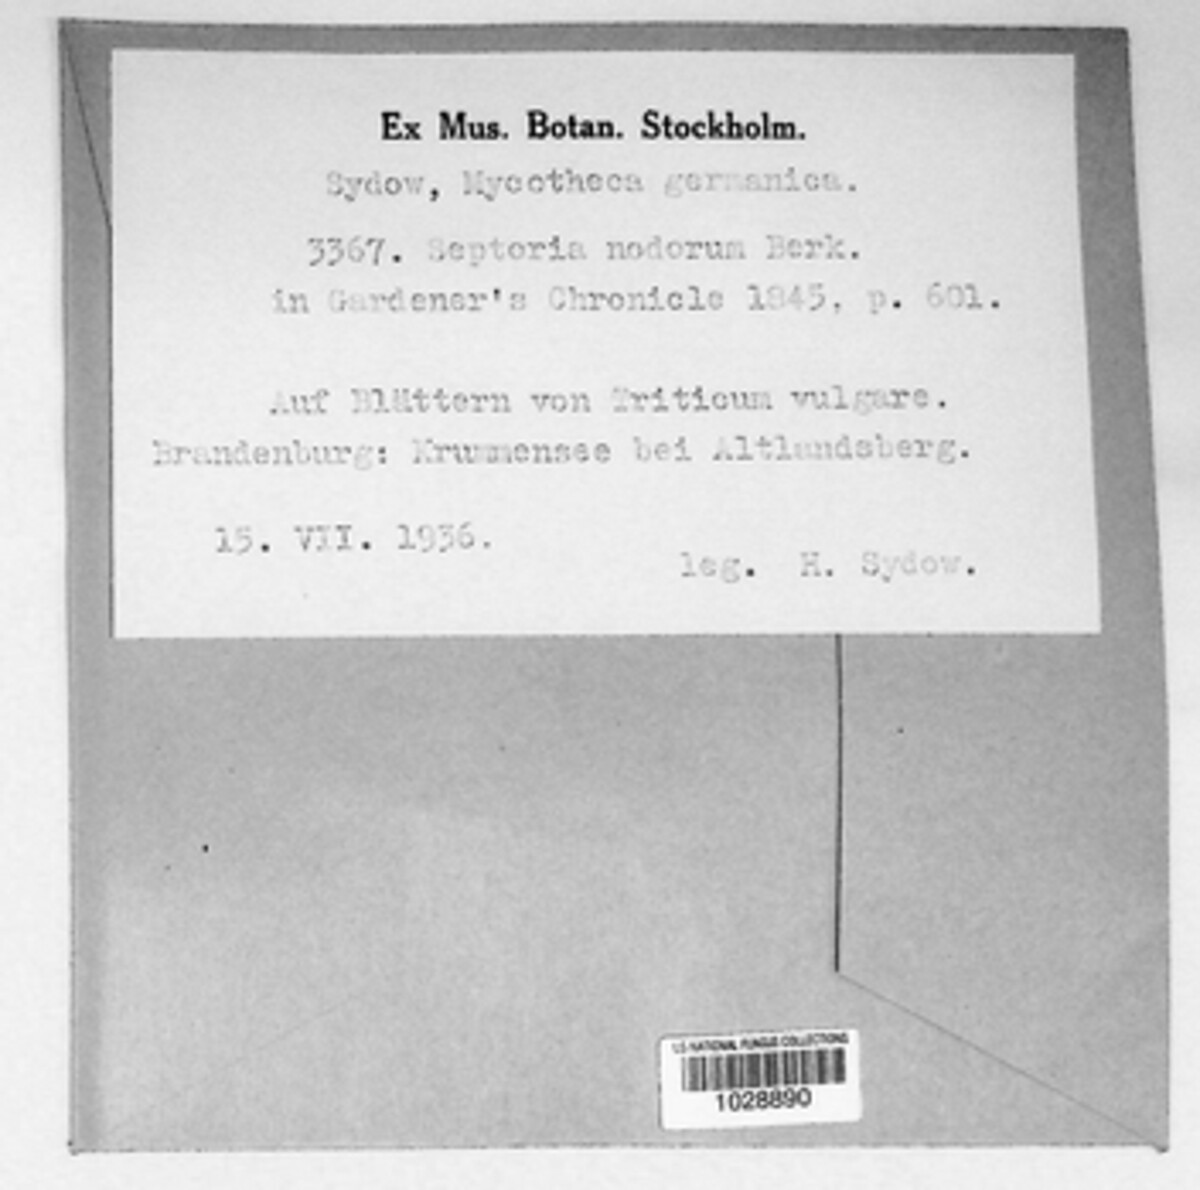 Ex Mus. Botan. Stockholm.
Sydow, Mycotheca germanica.
3367. Septoria nodorum Berk.
in Gardener's Chronicle 1845, p. 601.
Auf Blättern von Triticum vulgare.
Brandenburg: Krummensee bei Altlandsberg.
15. VII. 1936.
leg. H. Sydow.
US NATIONAL FUNGUS COLLECTIONS
1028890